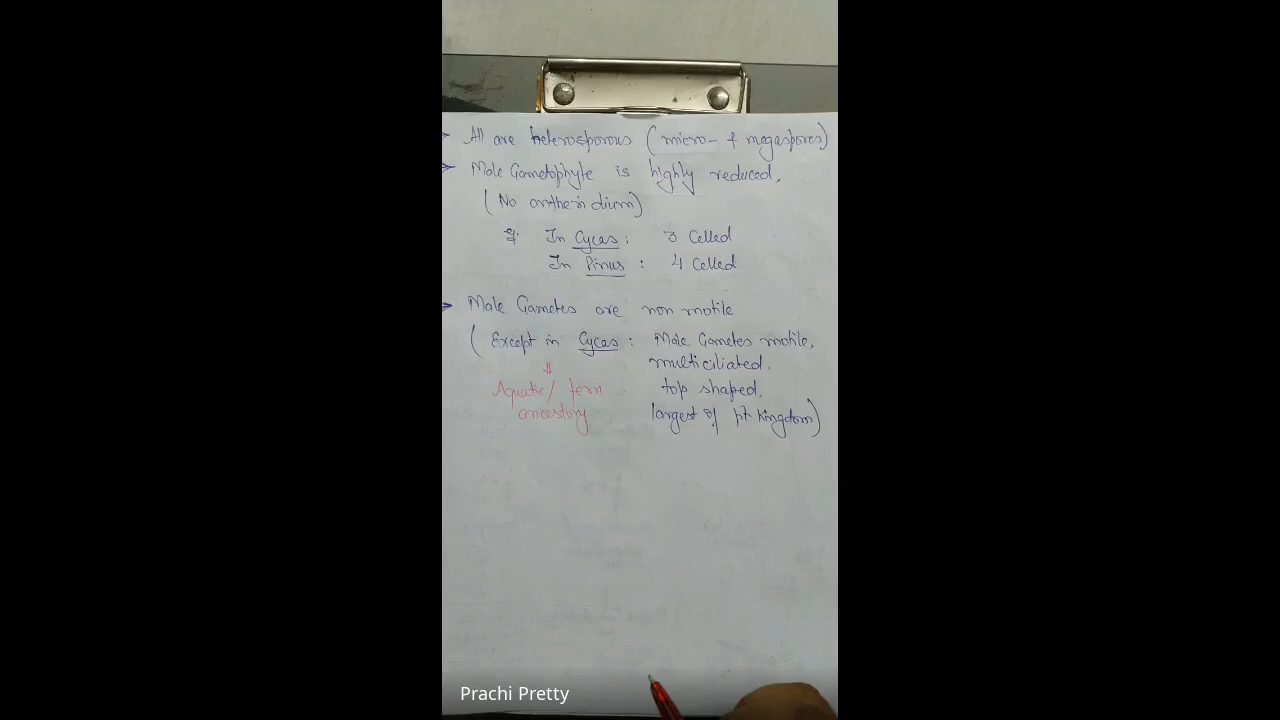 → All are heterosporous (micro- & megaspores)
→ Male Gametophyte is highly reduced.
(No antheridium)
In Cycas : 3 Celled
In Pinus : 4 Celled
→ Male Gametes are non motile
(Except in Cycas : Male Gametes motile,
multiciliated.
⇓
Aquatic/ fern top shaped.
ancestory largest of pt Kingdom)
Prachi Pretty